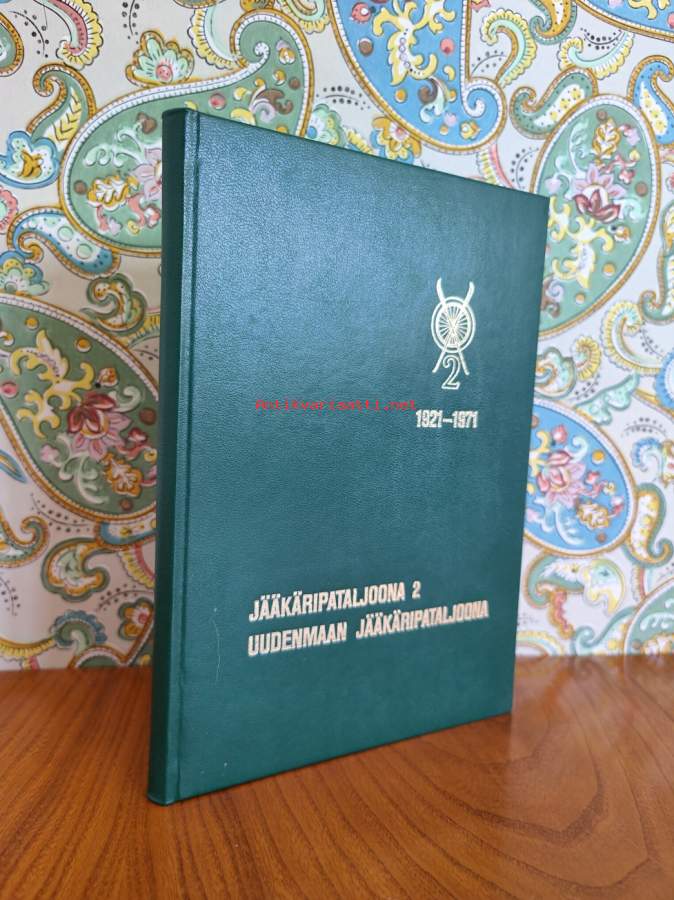 2
Antikvariaatti.net
1921–1971
JÄÄKÄRIPATALJOONA 2
UUDENMAAN JÄÄKÄRIPATALJOONA